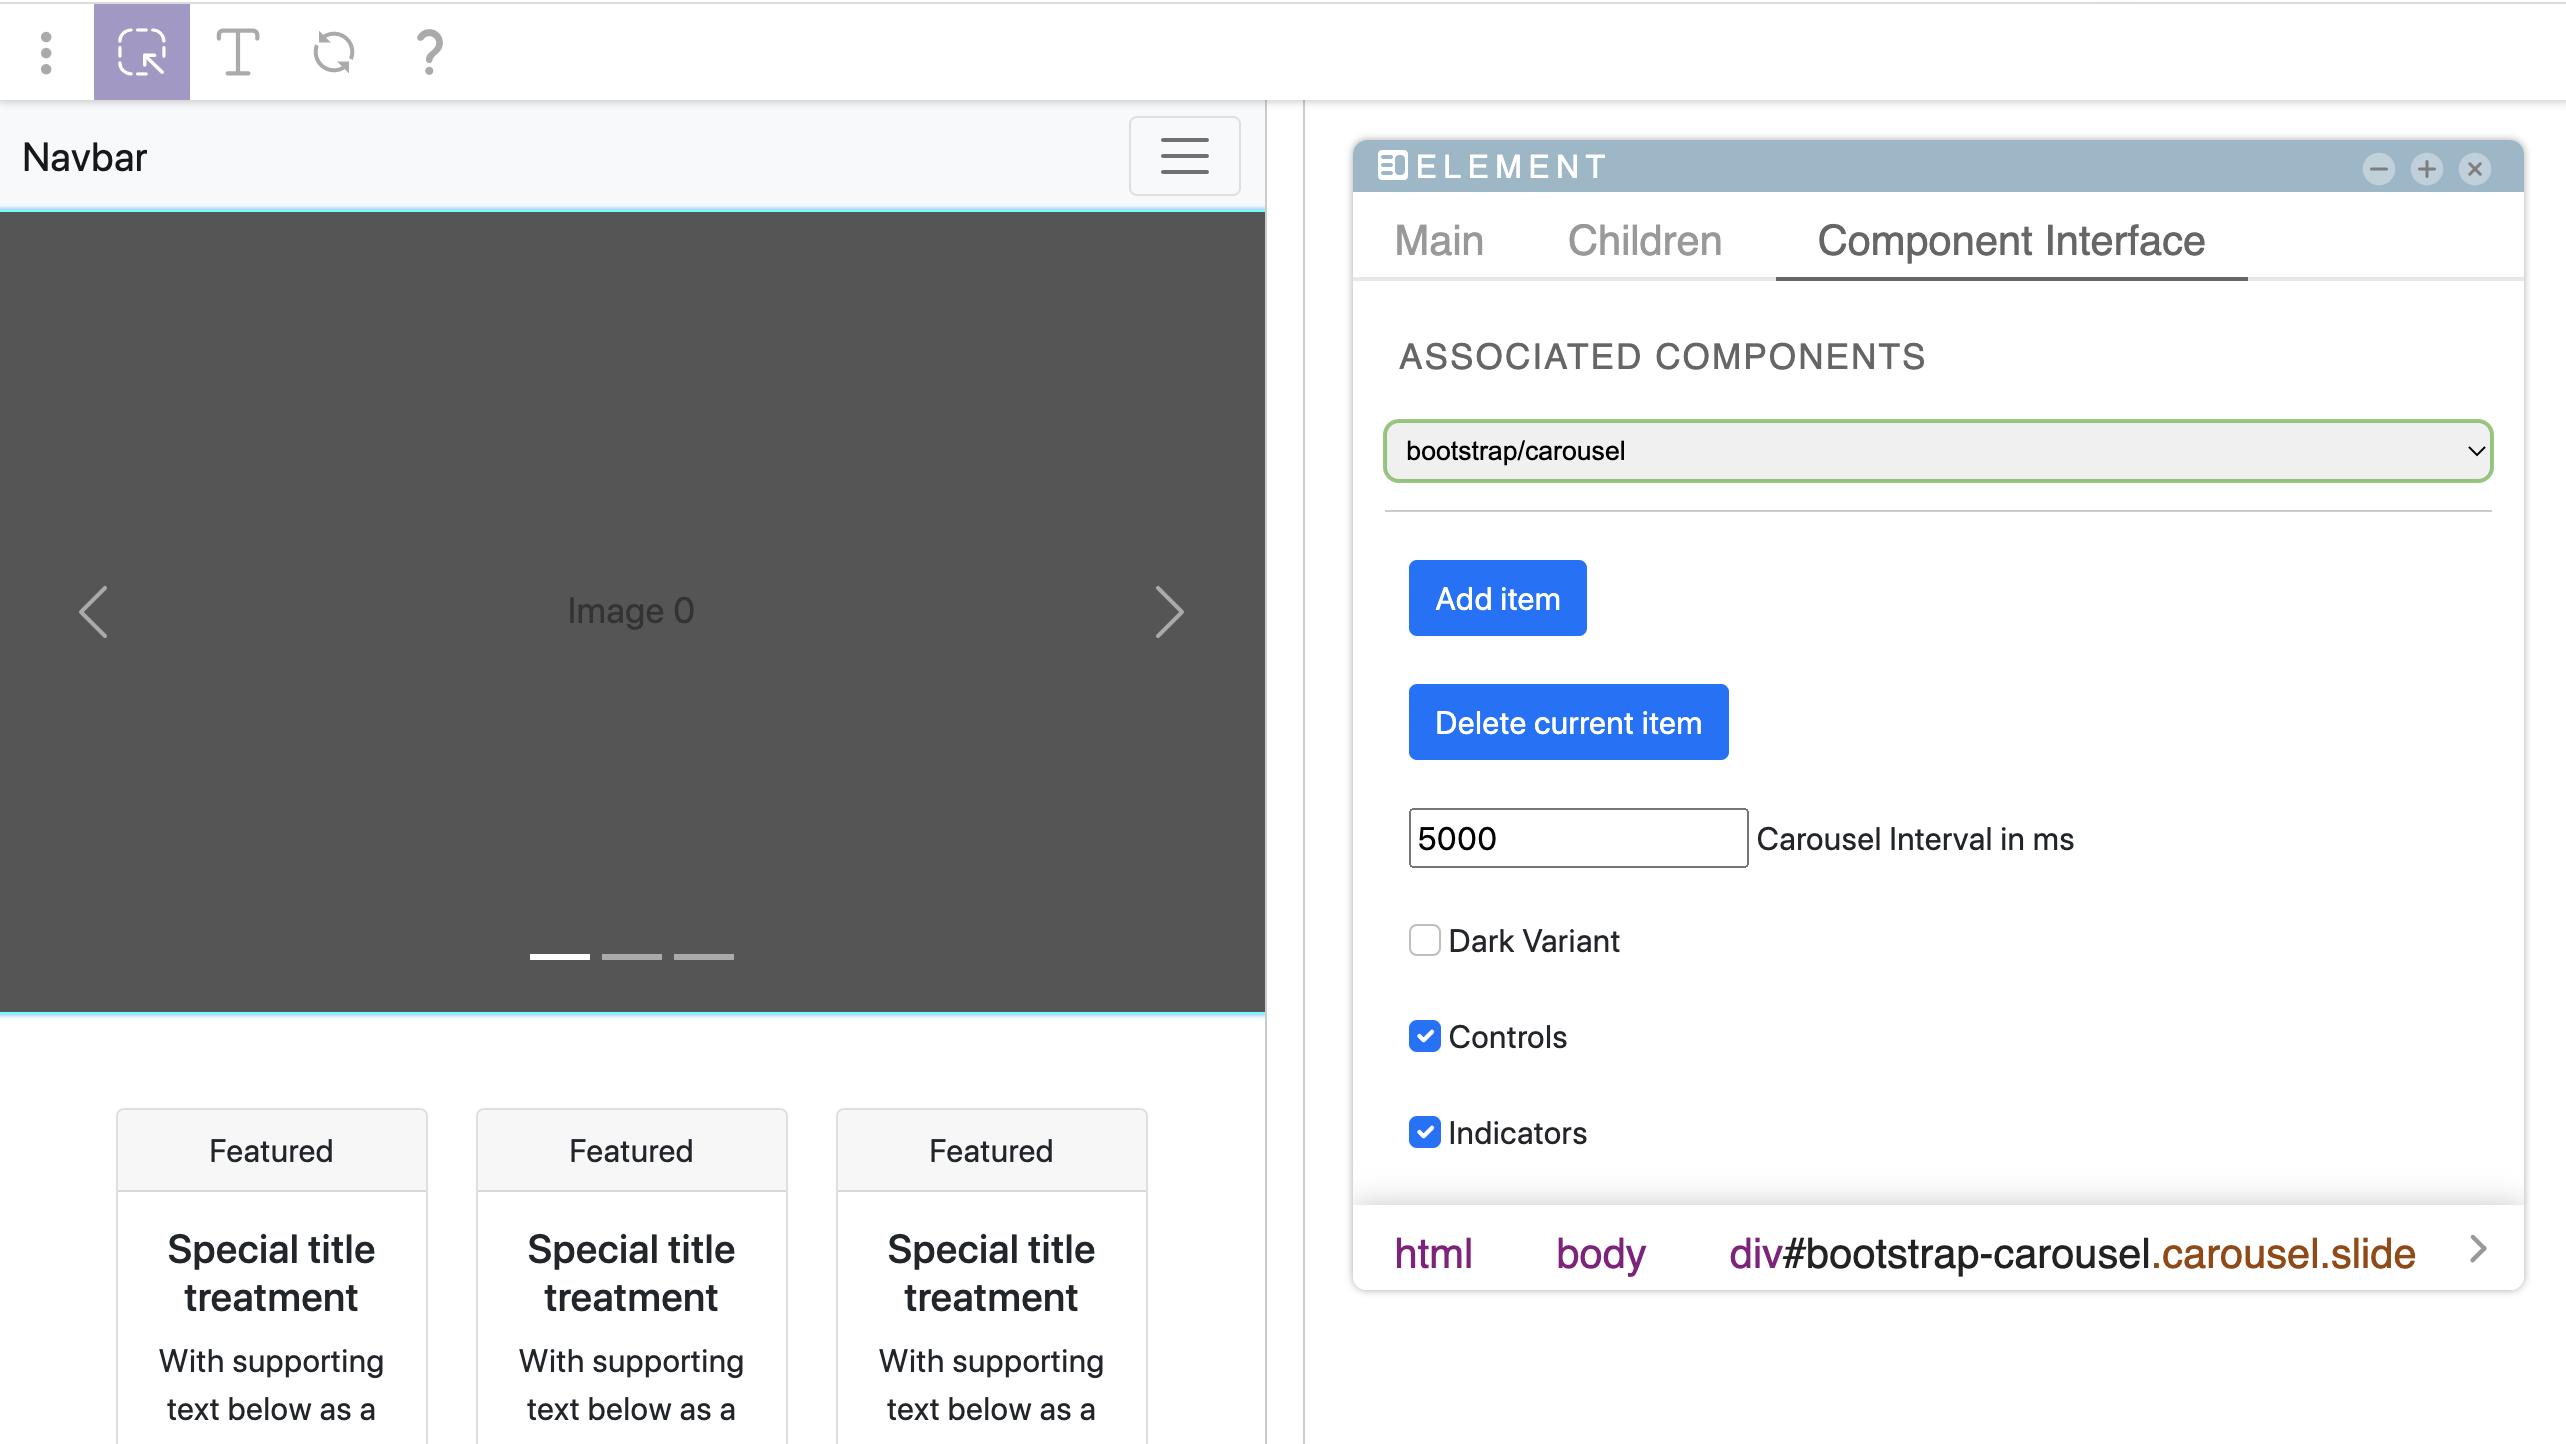 Navbar
Image 0
Featured
Special title
treatment
With supporting
text below as a
Featured
Special title
treatment
With supporting
text below as a
Featured
Special title
treatment
With supporting
text below as a
ELEMENT
Main Children Component Interface
ASSOCIATED COMPONENTS
bootstrap/carousel
Add item
Delete current item
5000 Carousel Interval in ms
Dark Variant
Controls
Indicators
html body div#bootstrap-carousel.carousel.slide